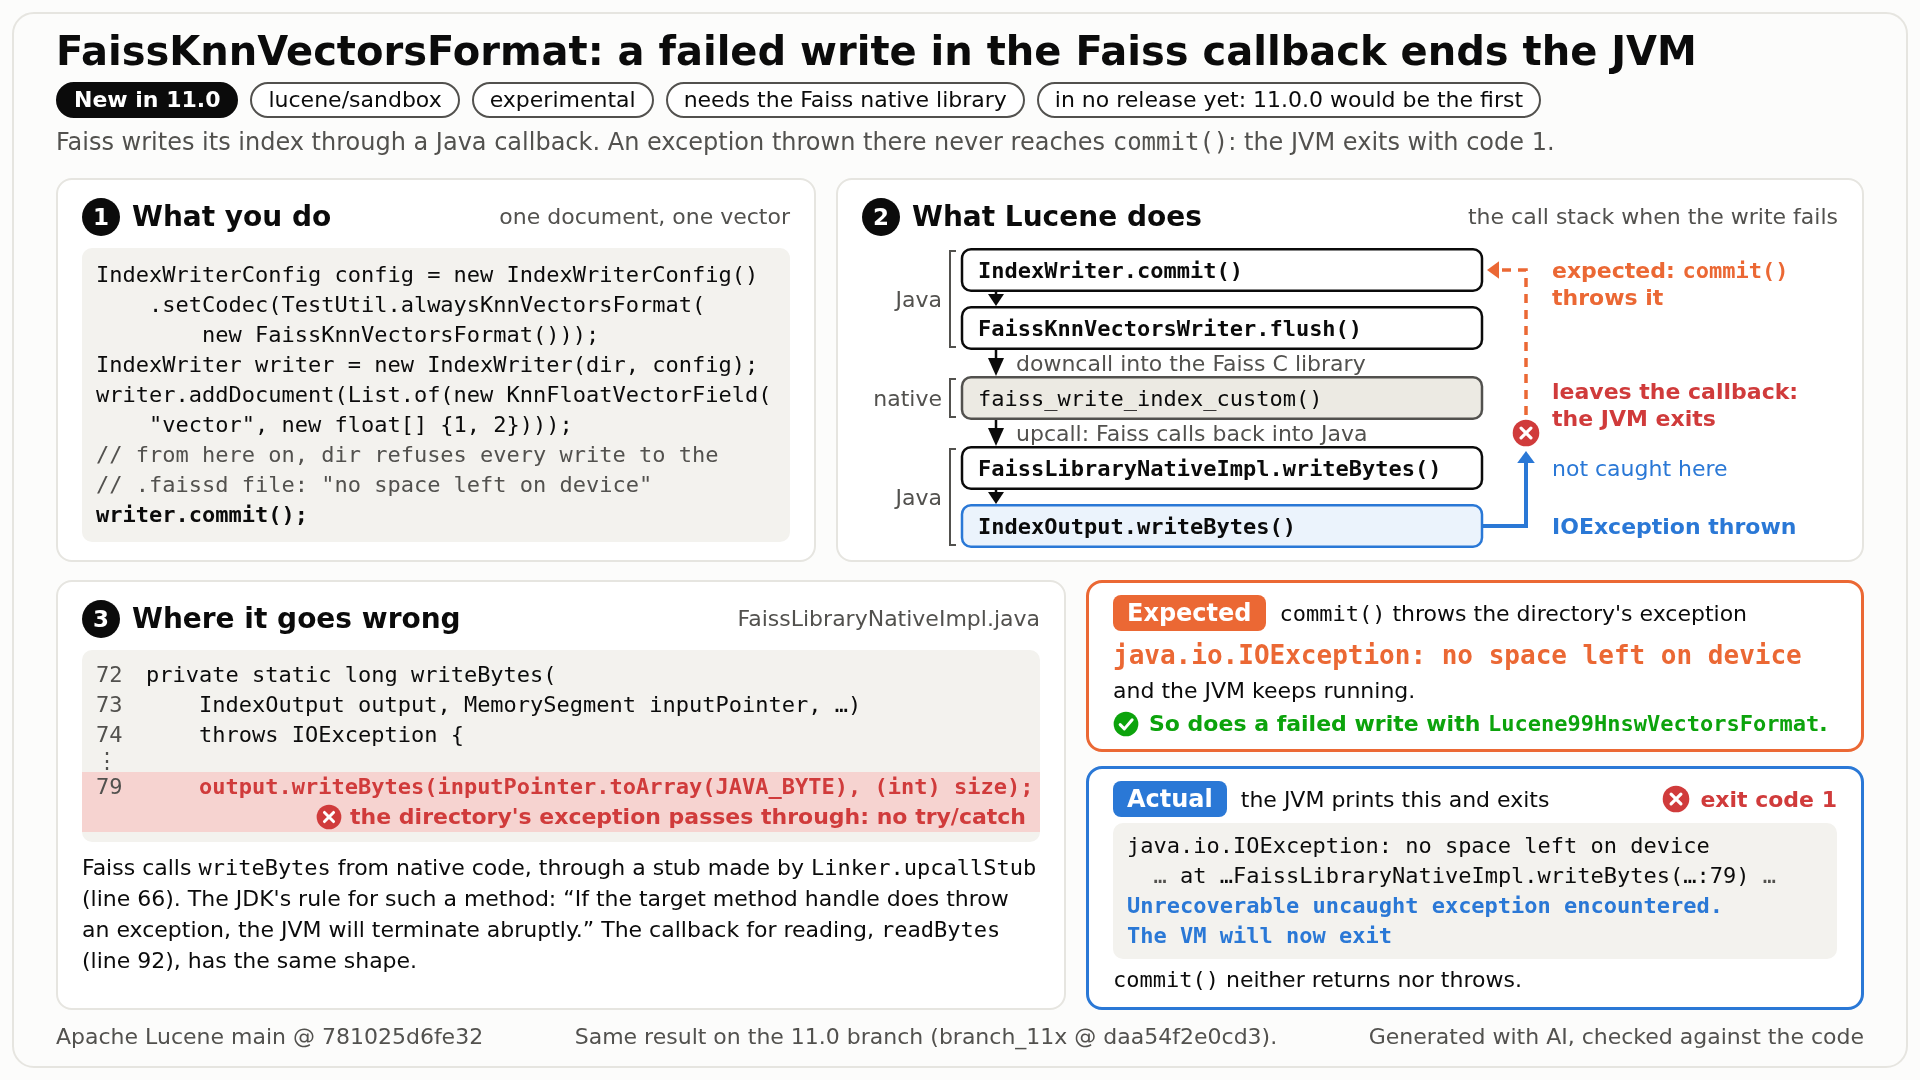 FaissKnnVectorsFormat: a failed write in the Faiss callback ends the JVM
New in 11.0 lucene/sandbox experimental needs the Faiss native library in no release yet: 11.0.0 would be the first
Faiss writes its index through a Java callback. An exception thrown there never reaches commit(): the JVM exits with code 1.
1 What you do one document, one vector
IndexWriterConfig config = new IndexWriterConfig()
    .setCodec(TestUtil.alwaysKnnVectorsFormat(
        new FaissKnnVectorsFormat()));
IndexWriter writer = new IndexWriter(dir, config);
writer.addDocument(List.of(new KnnFloatVectorField(
    "vector", new float[] {1, 2})));
// from here on, dir refuses every write to the
// .faissd file: "no space left on device"
writer.commit();
2 What Lucene does the call stack when the write fails
Java
IndexWriter.commit()
FaissKnnVectorsWriter.flush()
downcall into the Faiss C library
native
faiss_write_index_custom()
upcall: Faiss calls back into Java
Java
FaissLibraryNativeImpl.writeBytes()
IndexOutput.writeBytes()
expected: commit()
throws it
leaves the callback:
the JVM exits
not caught here
IOException thrown
3 Where it goes wrong FaissLibraryNativeImpl.java
72 private static long writeBytes(
73     IndexOutput output, MemorySegment inputPointer, …)
74     throws IOException {
⋮
79     output.writeBytes(inputPointer.toArray(JAVA_BYTE), (int) size);
the directory's exception passes through: no try/catch
Faiss calls writeBytes from native code, through a stub made by Linker.upcallStub
(line 66). The JDK's rule for such a method: “If the target method handle does throw
an exception, the JVM will terminate abruptly.” The callback for reading, readBytes
(line 92), has the same shape.
Expected commit() throws the directory's exception
java.io.IOException: no space left on device
and the JVM keeps running.
So does a failed write with Lucene99HnswVectorsFormat.
Actual the JVM prints this and exits exit code 1
java.io.IOException: no space left on device
  … at …FaissLibraryNativeImpl.writeBytes(…:79) …
Unrecoverable uncaught exception encountered.
The VM will now exit
commit() neither returns nor throws.
Apache Lucene main @ 781025d6fe32 Same result on the 11.0 branch (branch_11x @ daa54f2e0cd3). Generated with AI, checked against the code